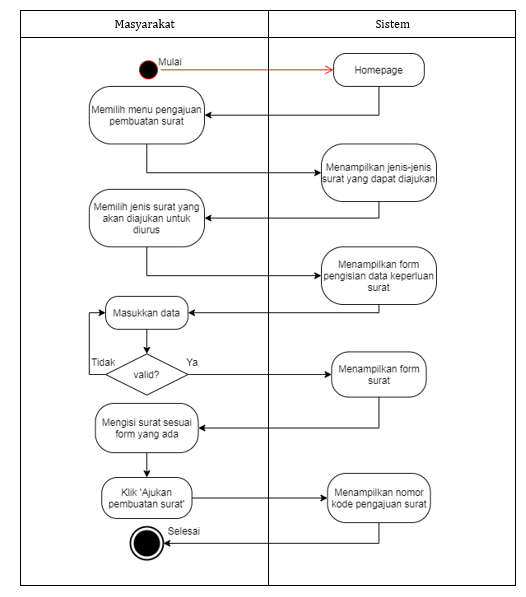 Masyarakat
Sistem
Mulai
Homepage
Memilih menu pengajuan
pembuatan surat
Menampilkan jenis-jenis
surat yang dapat diajukan
Memilih jenis surat yang
akan diajukan untuk
diurus
Menampilkan form
pengisian data keperluan
surat
Masukkan data
Tidak
valid?
Ya
Menampilkan form
surat
Mengisi surat sesuai
form yang ada
Klik 'Ajukan
pembuatan surat'
Menampilkan nomor
kode pengajuan surat
Selesai